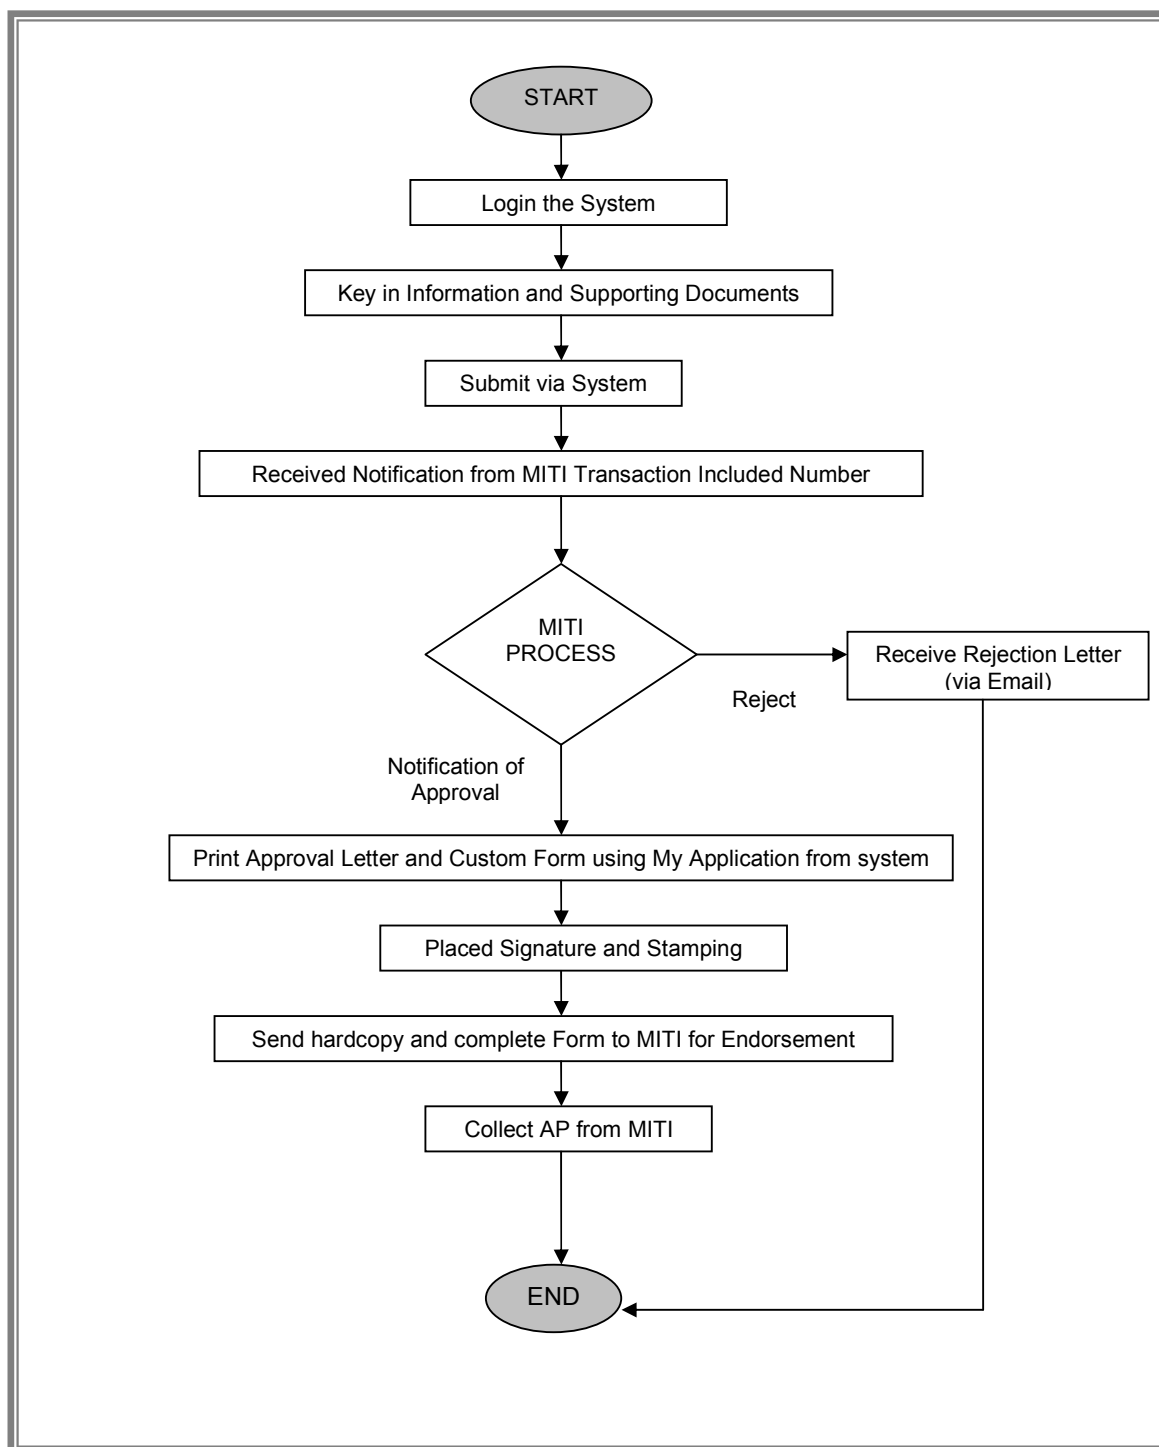 START
Login the System
Key in Information and Supporting Documents
Submit via System
Received Notification from MITI Transaction Included Number
MITI
PROCESS
Receive Rejection Letter
(via Email)
Reject
Notification of
Approval
Print Approval Letter and Custom Form using My Application from system
Placed Signature and Stamping
Send hardcopy and complete Form to MITI for Endorsement
Collect AP from MITI
END